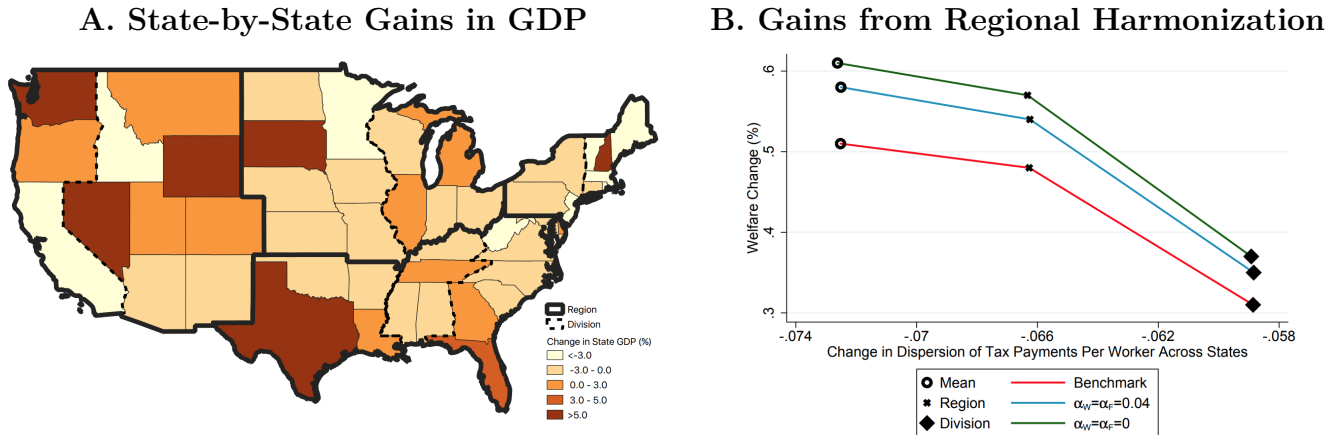 A. State-by-State Gains in GDP
Region
Division
Change in State GDP (%)
<-3.0
-3.0 - 0.0
0.0 - 3.0
3.0 - 5.0
>5.0
B. Gains from Regional Harmonization
Welfare Change (%)
.6
.5
.4
.3
-.074
-.07
-.066
-.062
-.058
Change in Dispersion of Tax Payments Per Worker Across States
Mean
Benchmark
Region
αW=αF=0.04
Division
αW=αF=0